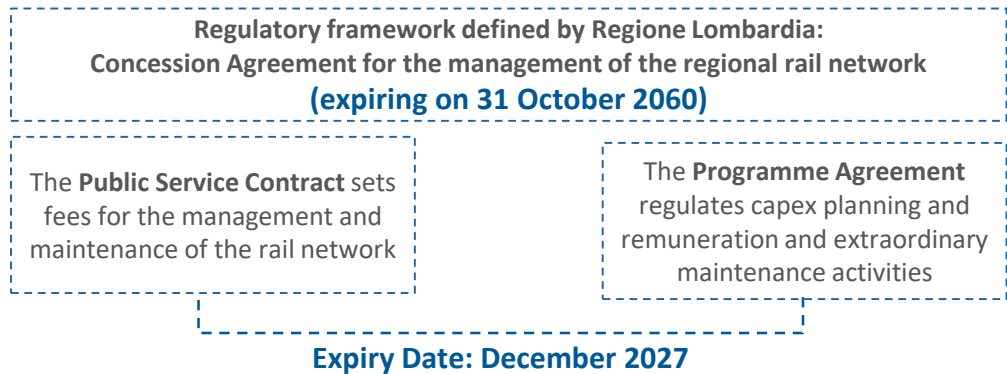 Regulatory framework defined by Regione Lombardia:
Concession Agreement for the management of the regional rail network
(expiring on 31 October 2060)
The Public Service Contract sets
fees for the management and
maintenance of the rail network
The Programme Agreement
regulates capex planning and
remuneration and extraordinary
maintenance activities
Expiry Date: December 2027